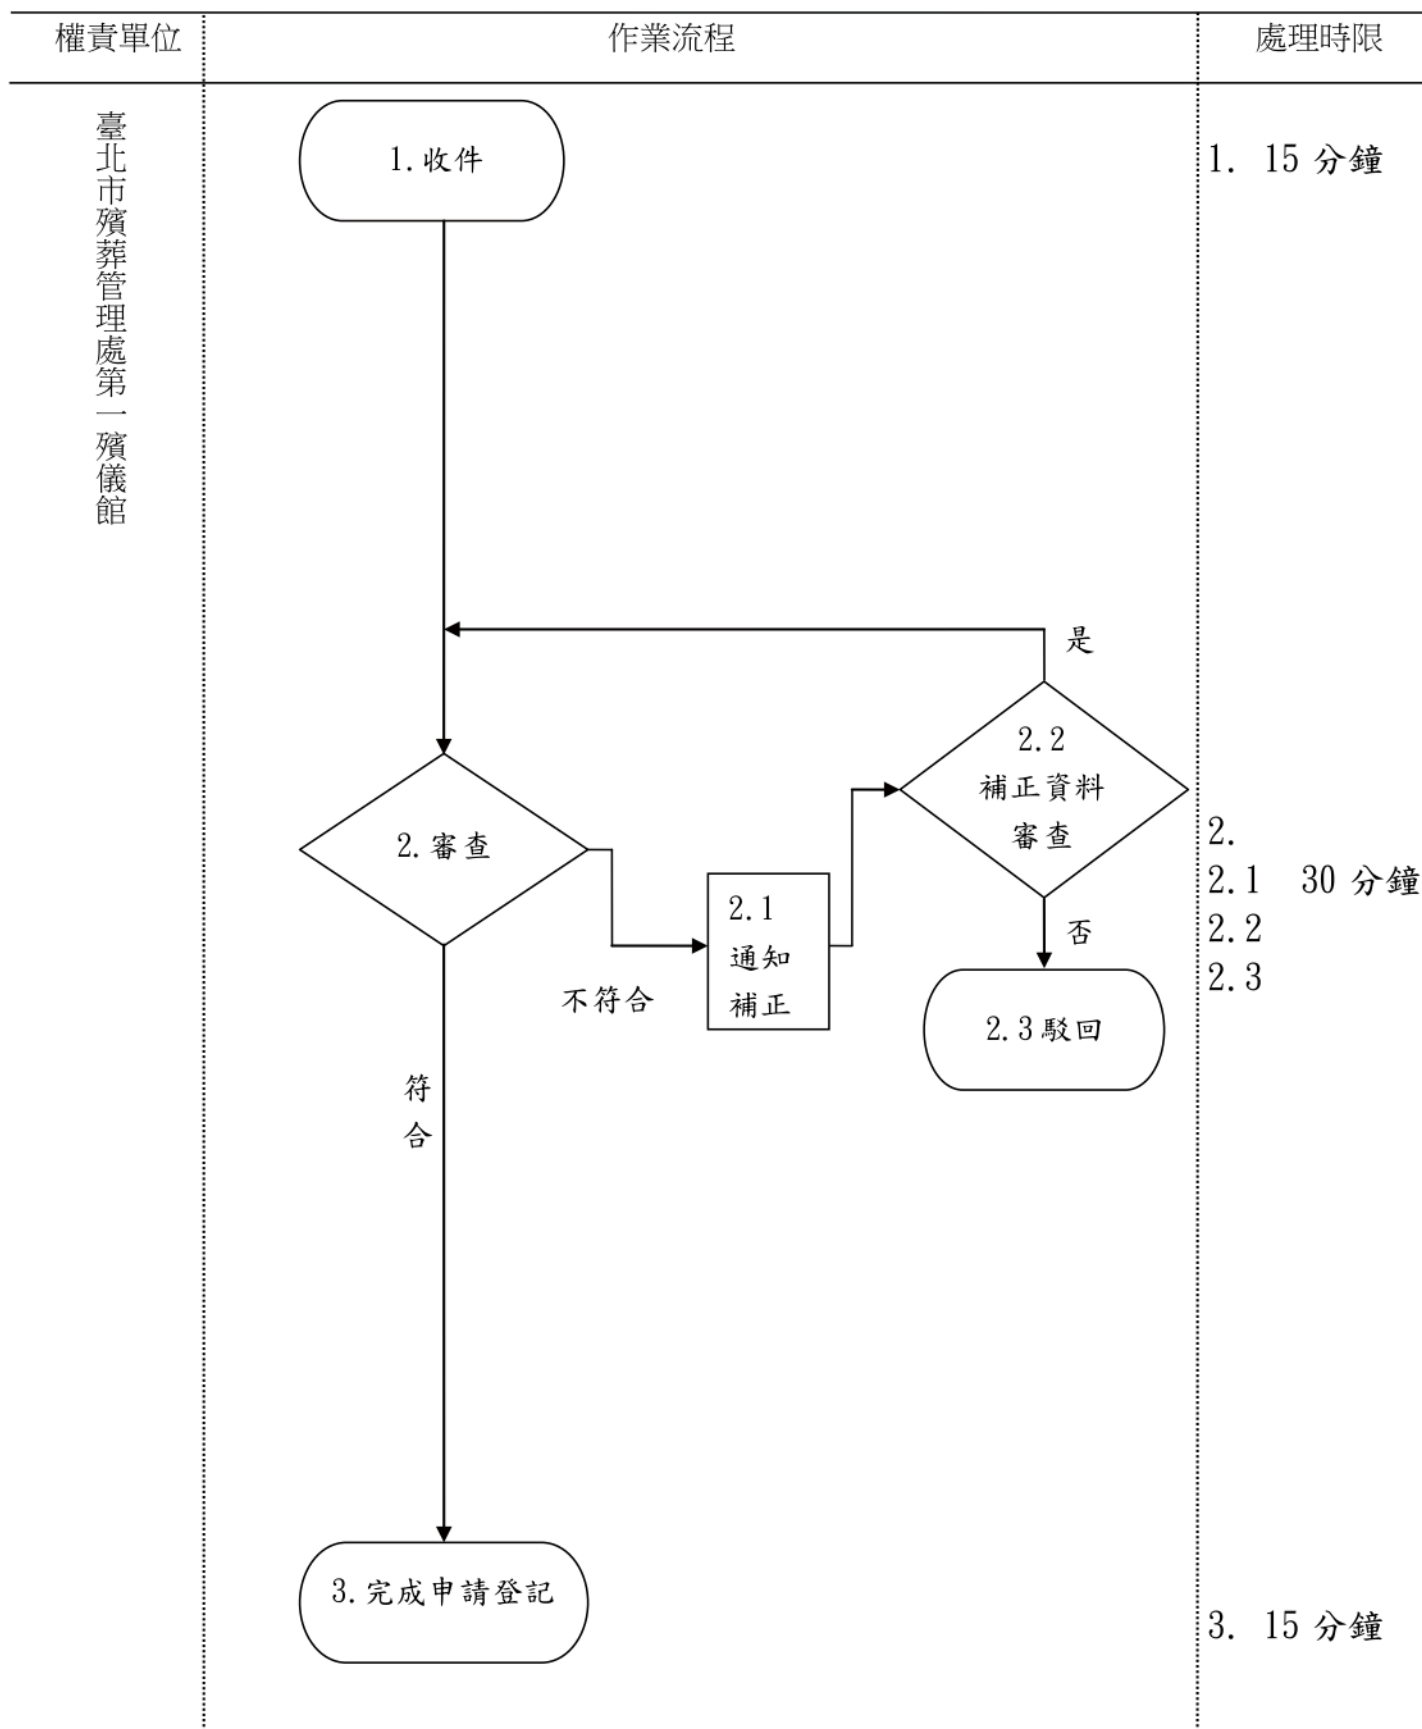 權責單位
作業流程
處理時限
臺北市殯葬管理處第一殯儀館
1.收件
1. 15 分鐘
是
2.2
補正資料
審查
2.審查
2.
2.1 30 分鐘
2.2
2.3
2.1
通知
補正
否
不符合
2.3駁回
符
合
3.完成申請登記
3. 15 分鐘